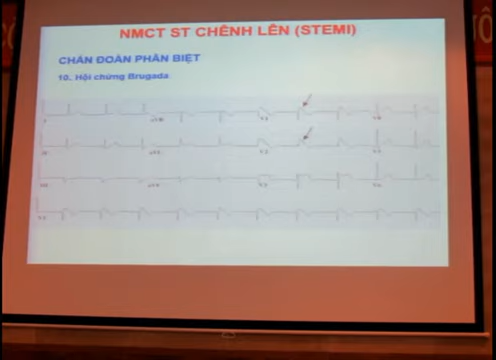 NMCT ST CHÊNH LÊN (STEMI)
CHẨN ĐOÁN PHÂN BIỆT
10. Hội chứng Brugada